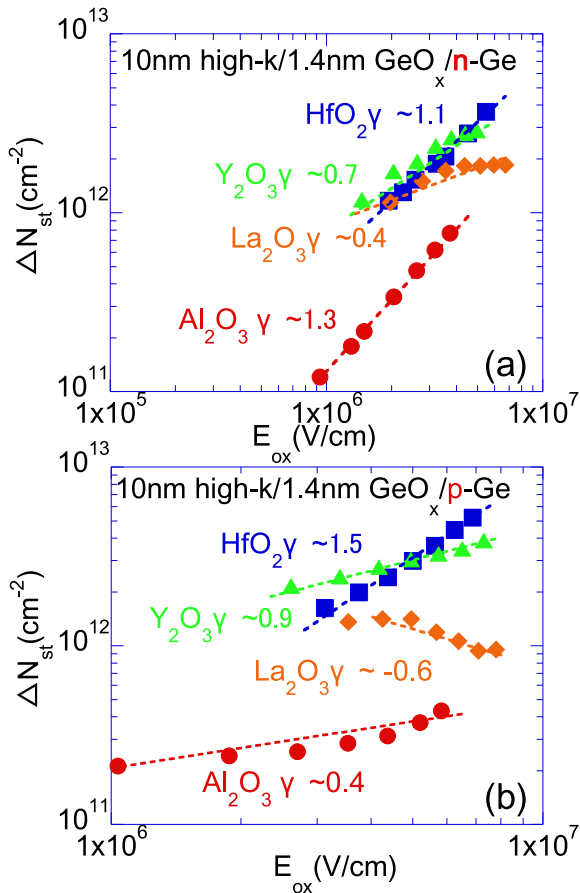 10nm high-k/1.4nm GeOₓ/n-Ge
10¹³
HfO₂γ ~1.1
Y₂O₃γ ~0.7
10¹²
La₂O₃γ ~0.4
Al₂O₃ γ ~1.3
(a)
10¹¹
1x10⁵
1x10⁶
1x10⁷
Eₒₓ(V/cm)
△Nₛₜ(cm⁻²)
10¹³
10nm high-k/1.4nm GeOₓ/p-Ge
HfO₂γ ~1.5
Y₂O₃γ ~0.9
10¹²
La₂O₃γ ~ -0.6
Al₂O₃ γ ~0.4
(b)
10¹¹
1x10⁶
1x10⁷
Eₒₓ(V/cm)
△Nₛₜ(cm⁻²)